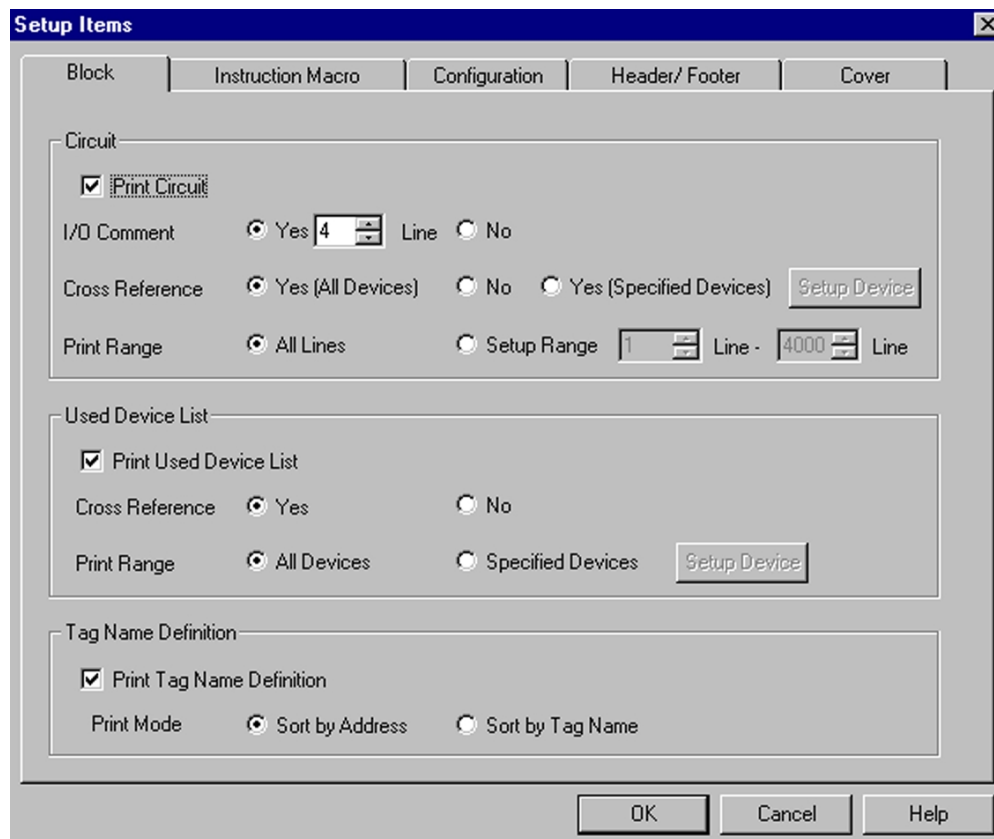 Setup Items
Block Instruction Macro Configuration Header/ Footer Cover
Circuit
Print Circuit
I/O Comment Yes 4 Line No
Cross Reference Yes (All Devices) No Yes (Specified Devices) Setup Device
Print Range All Lines Setup Range 1 Line - 4000 Line
Used Device List
Print Used Device List
Cross Reference Yes No
Print Range All Devices Specified Devices Setup Device
Tag Name Definition
Print Tag Name Definition
Print Mode Sort by Address Sort by Tag Name
OK Cancel Help